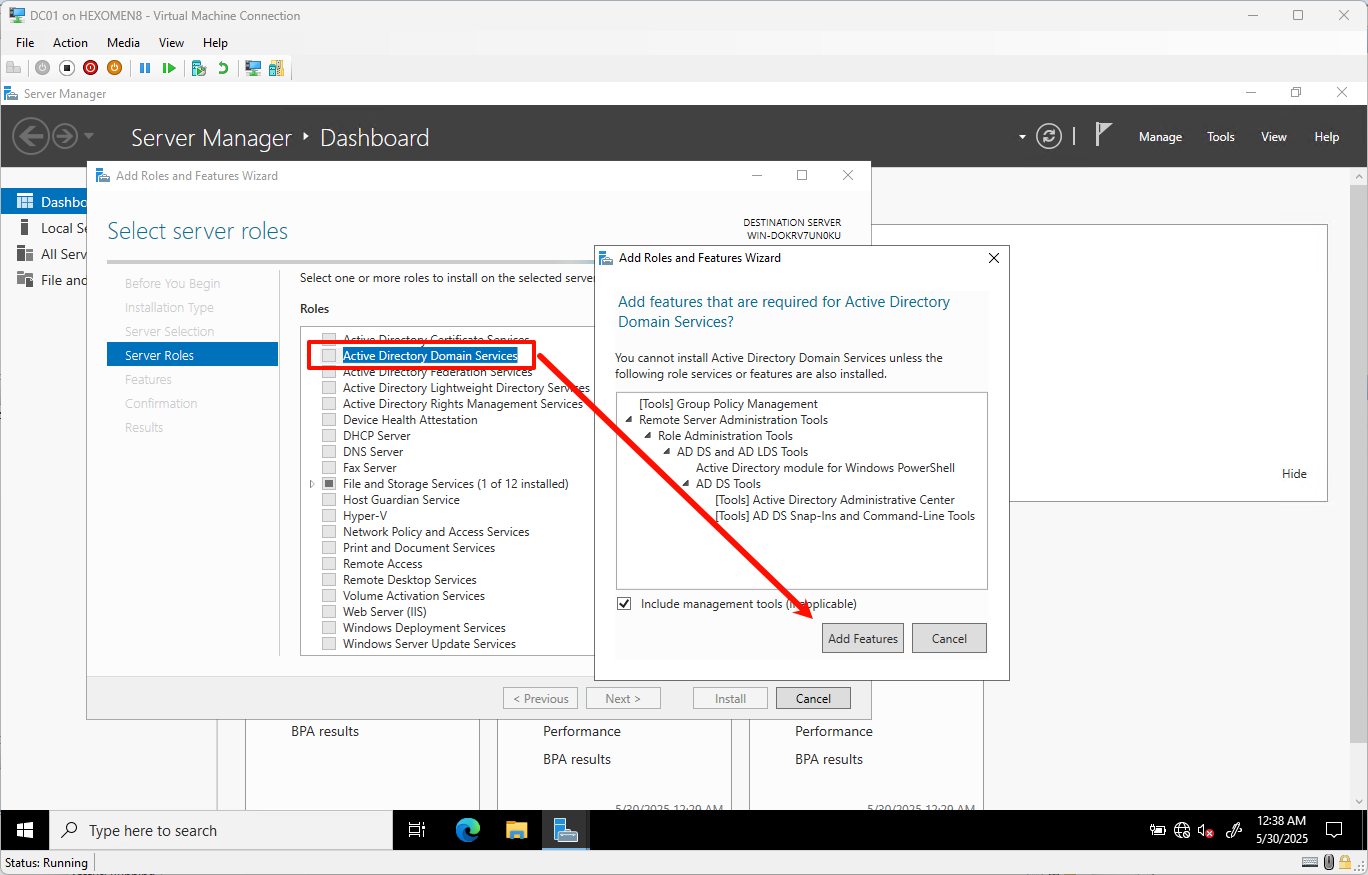 DC01 on HEXOMEN8 - Virtual Machine Connection
File Action Media View Help
Server Manager
Server Manager ‣ Dashboard
Manage Tools View Help
Dashbo
Local Se
All Serv
File and
Add Roles and Features Wizard
Select server roles
DESTINATION SERVER
WIN-DOKRV7UN0KU
Before You Begin
Installation Type
Server Selection
Server Roles
Features
Confirmation
Results
Select one or more roles to install on the selected server
Roles
Active Directory Certificate Services
Active Directory Domain Services
Active Directory Federation Services
Active Directory Lightweight Directory Services
Active Directory Rights Management Services
Device Health Attestation
DHCP Server
DNS Server
Fax Server
File and Storage Services (1 of 12 installed)
Host Guardian Service
Hyper-V
Network Policy and Access Services
Print and Document Services
Remote Access
Remote Desktop Services
Volume Activation Services
Web Server (IIS)
Windows Deployment Services
Windows Server Update Services
< Previous Next > Install Cancel
Add Roles and Features Wizard
Add features that are required for Active Directory
Domain Services?
You cannot install Active Directory Domain Services unless the
following role services or features are also installed.
[Tools] Group Policy Management
Remote Server Administration Tools
Role Administration Tools
AD DS and AD LDS Tools
Active Directory module for Windows PowerShell
AD DS Tools
[Tools] Active Directory Administrative Center
[Tools] AD DS Snap-Ins and Command-Line Tools
Include management tools (if applicable)
Add Features Cancel
Hide
BPA results
Performance
BPA results
5/30/2025 12:29 AM
Performance
BPA results
5/30/2025 12:29 AM
Type here to search
12:38 AM
5/30/2025
Status: Running